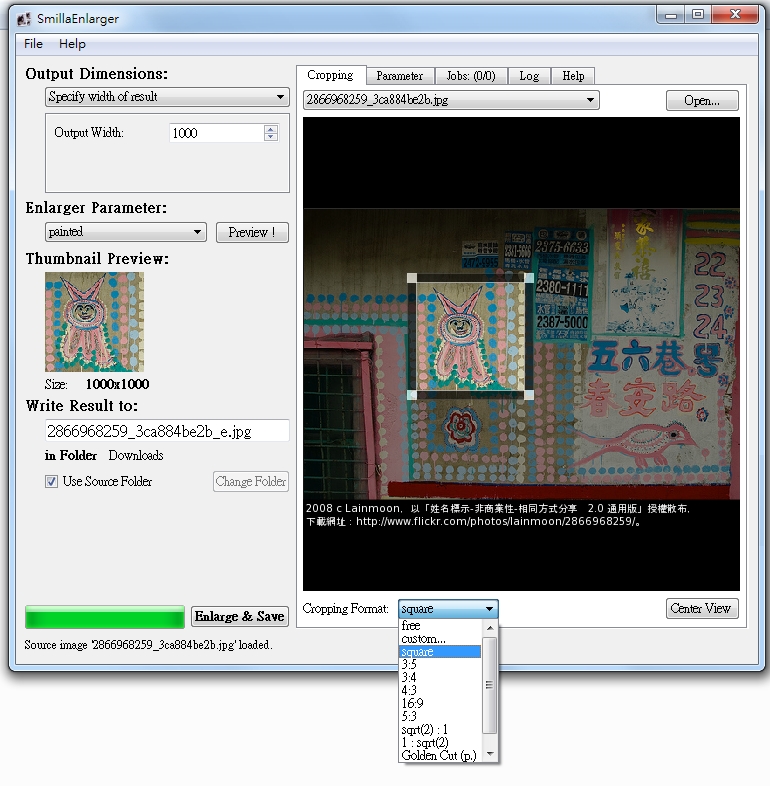 SmillaEnlarger
File Help
Output Dimensions:
Specify width of result
Output Width: 1000
Enlarger Parameter:
painted Preview !
Thumbnail Preview:
Size: 1000x1000
Write Result to:
2866968259_3ca884be2b_e.jpg
in Folder Downloads
Use Source Folder Change Folder
Enlarge & Save
Source image '2866968259_3ca884be2b.jpg' loaded.
Cropping Parameter Jobs: (0/0) Log Help
2866968259_3ca884be2b.jpg Open...
2375-6633
2380-1111
2387-5000
22
23
24
五六巷
春安路
2008 c Lainmoon，以「姓名標示-非商業性-相同方式分享 2.0 通用版」授權散布，
下載網址：http://www.flickr.com/photos/lainmoon/2866968259/。
Cropping Format: square Center View
free
custom...
square
3:5
3:4
4:3
16:9
5:3
sqrt(2) : 1
1 : sqrt(2)
Golden Cut (p.)